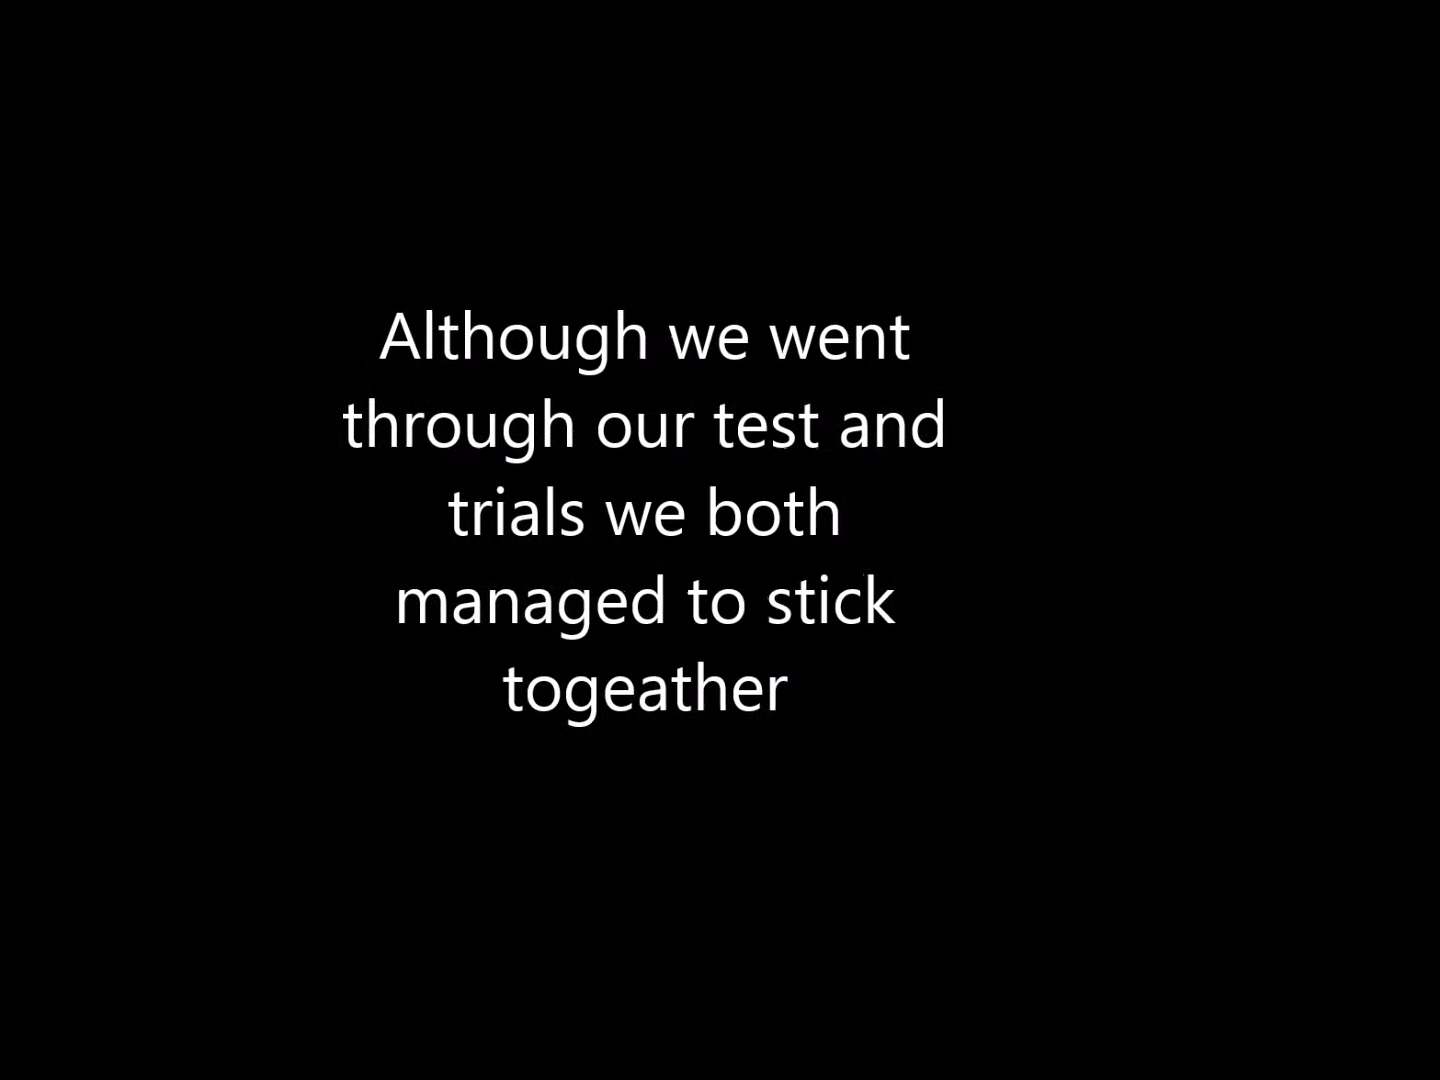 Although we went
through our test and
trials we both
managed to stick
togeather